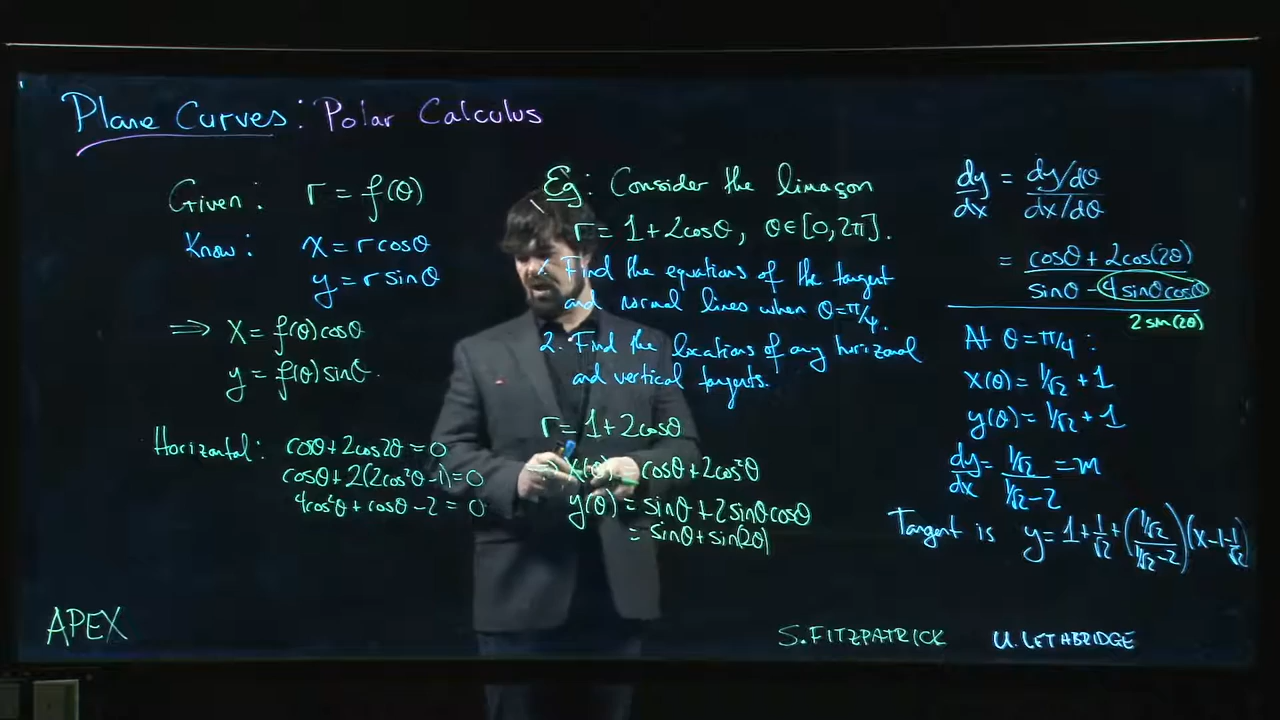 Plane Curves: Polar Calculus
Given: r = f(θ)
Know: x = r cosθ
y = r sinθ
⟹ x = f(θ) cosθ
y = f(θ) sinθ.
Horizontal: cosθ + 2cos2θ = 0
cosθ + 2(2cos²θ - 1) = 0
4cos²θ + cosθ - 2 = 0
Eg: Consider the limaçon
r = 1 + 2cosθ, θ∈[0, 2π].
1. Find the equations of the tangent
and normal lines when θ = π/4.
2. Find the locations of any horizonal
and vertical tangents.
r = 1 + 2cosθ
⟹ x(θ) = cosθ + 2cos²θ
y(θ) = sinθ + 2sinθcosθ
= sinθ + sin(2θ)
dy/dx = (dy/dθ)/(dx/dθ)
= (cosθ + 2cos(2θ))/(sinθ - 4sinθcosθ)
2sin(2θ)
At θ = π/4:
x(θ) = 1/√2 + 1
y(θ) = 1/√2 + 1
dy/dx = (1/√2)/(1/√2 - 2) = m
Tangent is y = 1 + 1/√2 + ((1/√2)/(1/√2 - 2))(x - 1 - 1/√2)
APEX
S. FITZPATRICK U. LETHBRIDGE